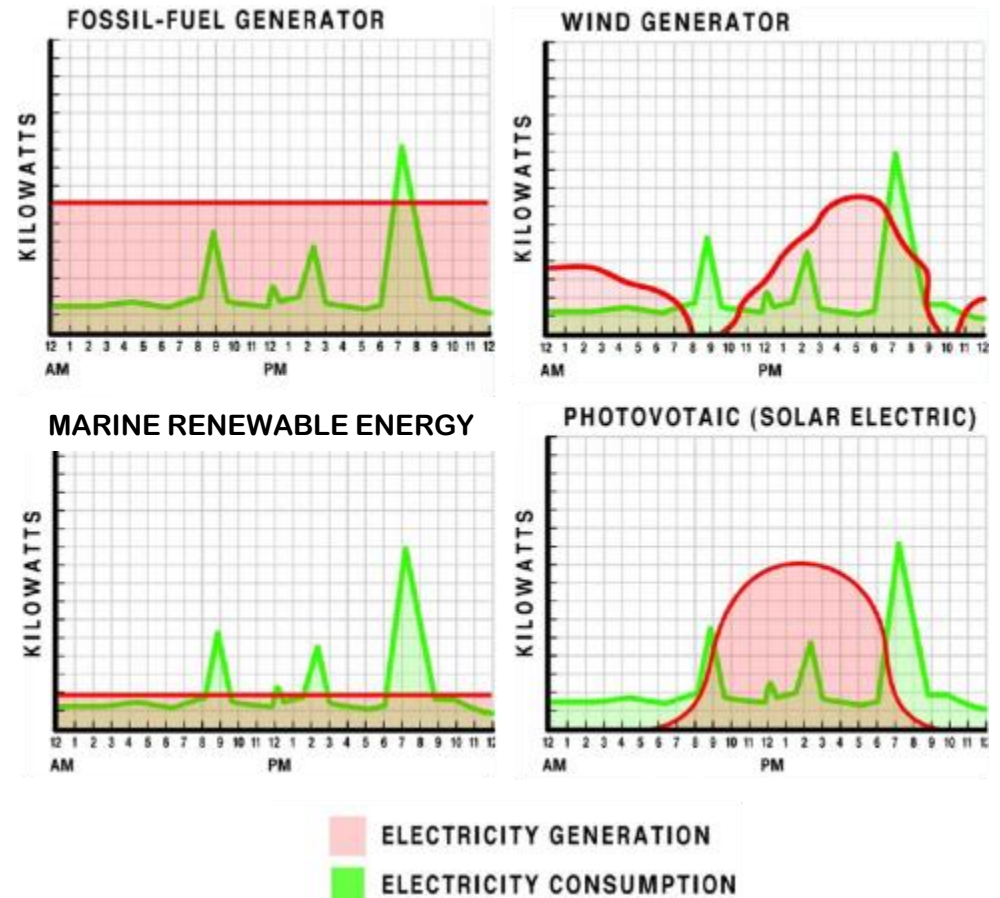 FOSSIL-FUEL GENERATOR
KILOWATTS
12 1 2 3 4 5 6 7 8 9 10 11 12 1 2 3 4 5 6 7 8 9 10 11 12
AM PM
WIND GENERATOR
KILOWATTS
12 1 2 3 4 5 6 7 8 9 10 11 12 1 2 3 4 5 6 7 8 9 10 11 12
AM PM
MARINE RENEWABLE ENERGY
KILOWATTS
12 1 2 3 4 5 6 7 8 9 10 11 12 1 2 3 4 5 6 7 8 9 10 11 12
AM PM
PHOTOVOTAIC (SOLAR ELECTRIC)
KILOWATTS
12 1 2 3 4 5 6 7 8 9 10 11 12 1 2 3 4 5 6 7 8 9 10 11 12
AM PM
ELECTRICITY GENERATION
ELECTRICITY CONSUMPTION